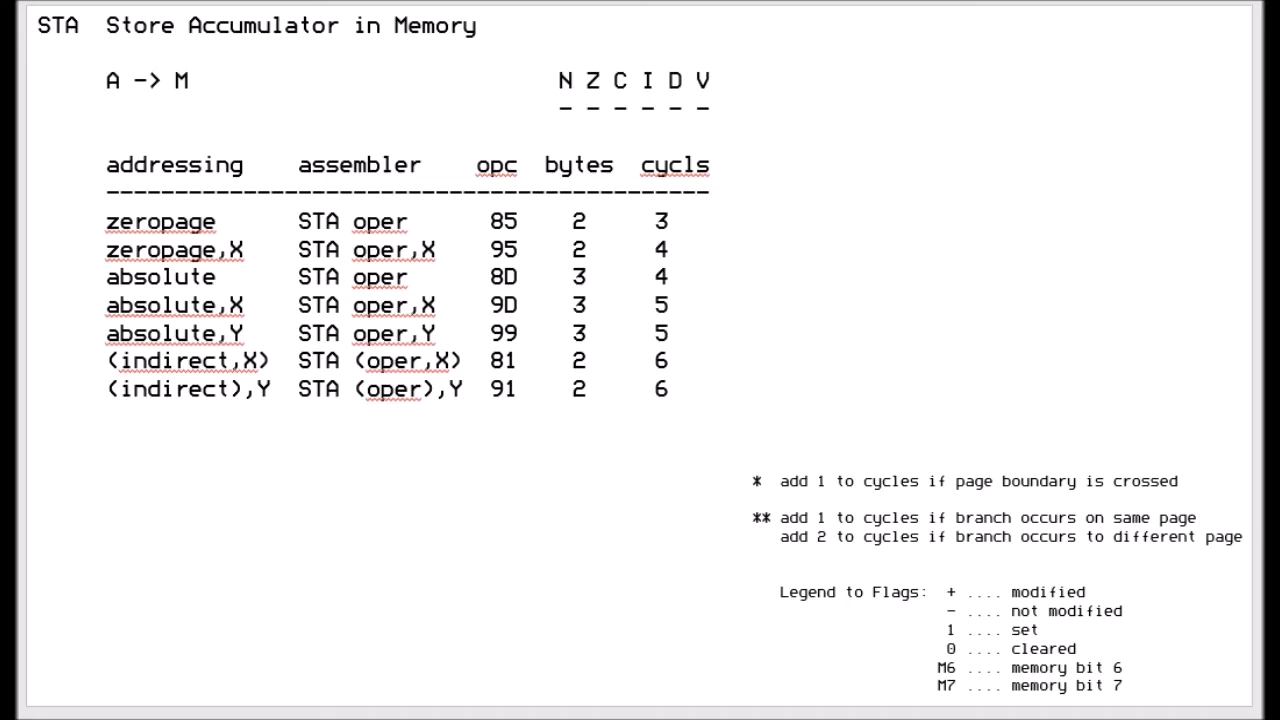 STA  Store Accumulator in Memory
A -> M                           N Z C I D V
- - - - - -
addressing    assembler    opc  bytes  cycls
--------------------------------------------
zeropage      STA oper      85    2     3
zeropage,X    STA oper,X    95    2     4
absolute      STA oper      8D    3     4
absolute,X    STA oper,X    9D    3     5
absolute,Y    STA oper,Y    99    3     5
(indirect,X)  STA (oper,X)  81    2     6
(indirect),Y  STA (oper),Y  91    2     6
*  add 1 to cycles if page boundary is crossed
** add 1 to cycles if branch occurs on same page
add 2 to cycles if branch occurs to different page
Legend to Flags:  + .... modified
- .... not modified
1 .... set
0 .... cleared
M6 .... memory bit 6
M7 .... memory bit 7